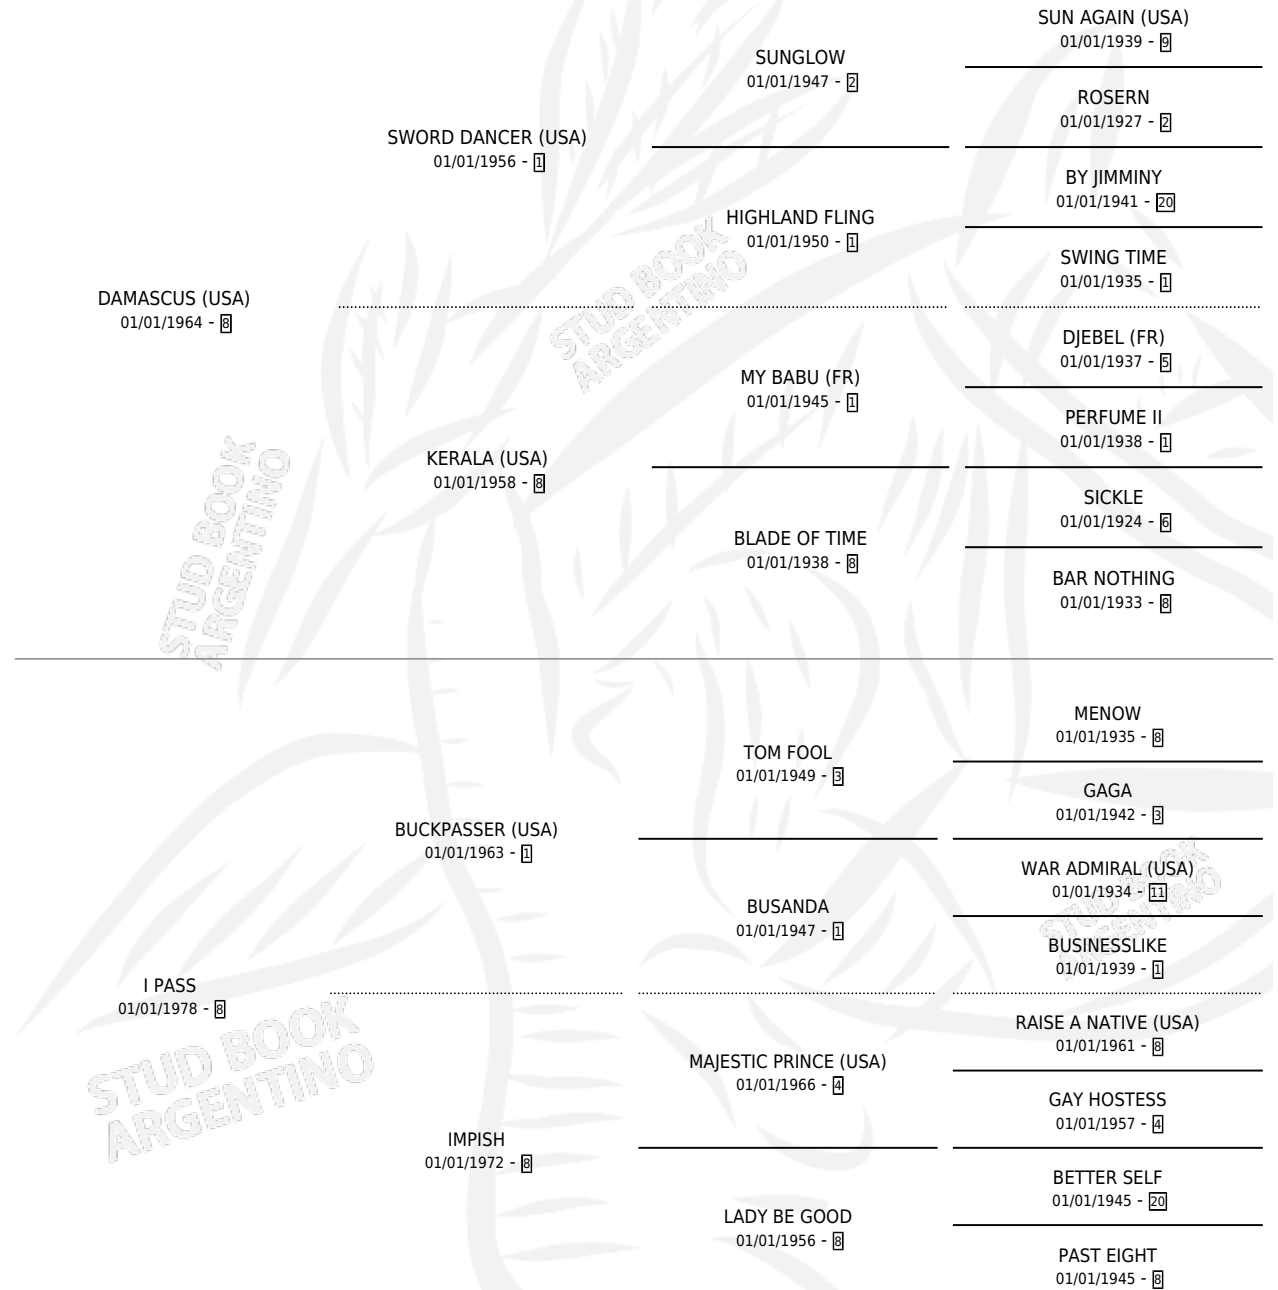 SUN AGAIN (USA)
01/01/1939 - 9
SUNGLOW
01/01/1947 - 2
ROSERN
01/01/1927 - 2
SWORD DANCER (USA)
01/01/1956 - 1
BY JIMMINY
01/01/1941 - 20
HIGHLAND FLING
01/01/1950 - 1
SWING TIME
01/01/1935 - 1
DAMASCUS (USA)
01/01/1964 - 8
STUD BOOK
ARGENTINO
DJEBEL (FR)
01/01/1937 - 5
MY BABU (FR)
01/01/1945 - 1
PERFUME II
01/01/1938 - 1
KERALA (USA)
01/01/1958 - 8
SICKLE
01/01/1924 - 6
BLADE OF TIME
01/01/1938 - 8
BAR NOTHING
01/01/1933 - 8
STUD BOOK
ARGENTINO
MENOW
01/01/1935 - 8
TOM FOOL
01/01/1949 - 3
GAGA
01/01/1942 - 3
BUCKPASSER (USA)
01/01/1963 - 1
WAR ADMIRAL (USA)
01/01/1934 - 11
BUSANDA
01/01/1947 - 1
STUD BOOK
ARGENTINO
BUSINESSLIKE
01/01/1939 - 1
I PASS
01/01/1978 - 8
RAISE A NATIVE (USA)
01/01/1961 - 8
MAJESTIC PRINCE (USA)
01/01/1966 - 4
STUD BOOK
ARGENTINO
GAY HOSTESS
01/01/1957 - 4
IMPISH
01/01/1972 - 8
BETTER SELF
01/01/1945 - 20
LADY BE GOOD
01/01/1956 - 8
PAST EIGHT
01/01/1945 - 8